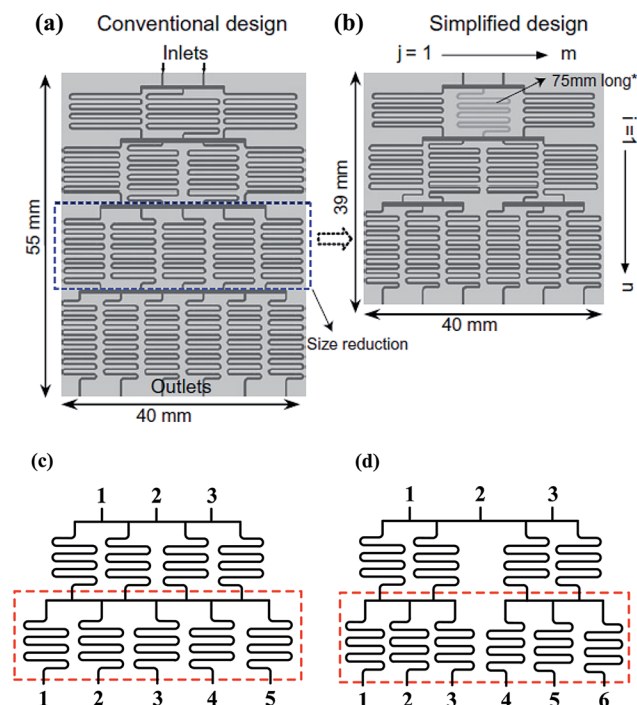 (a) Conventional design
Inlets
55 mm
Outlets
40 mm
Size reduction
(b) Simplified design
j = 1 m
75mm long*
i=1
n
39 mm
40 mm
(c)
1 2 3
1 2 3 4 5
(d)
1 2 3
1 2 3 4 5 6